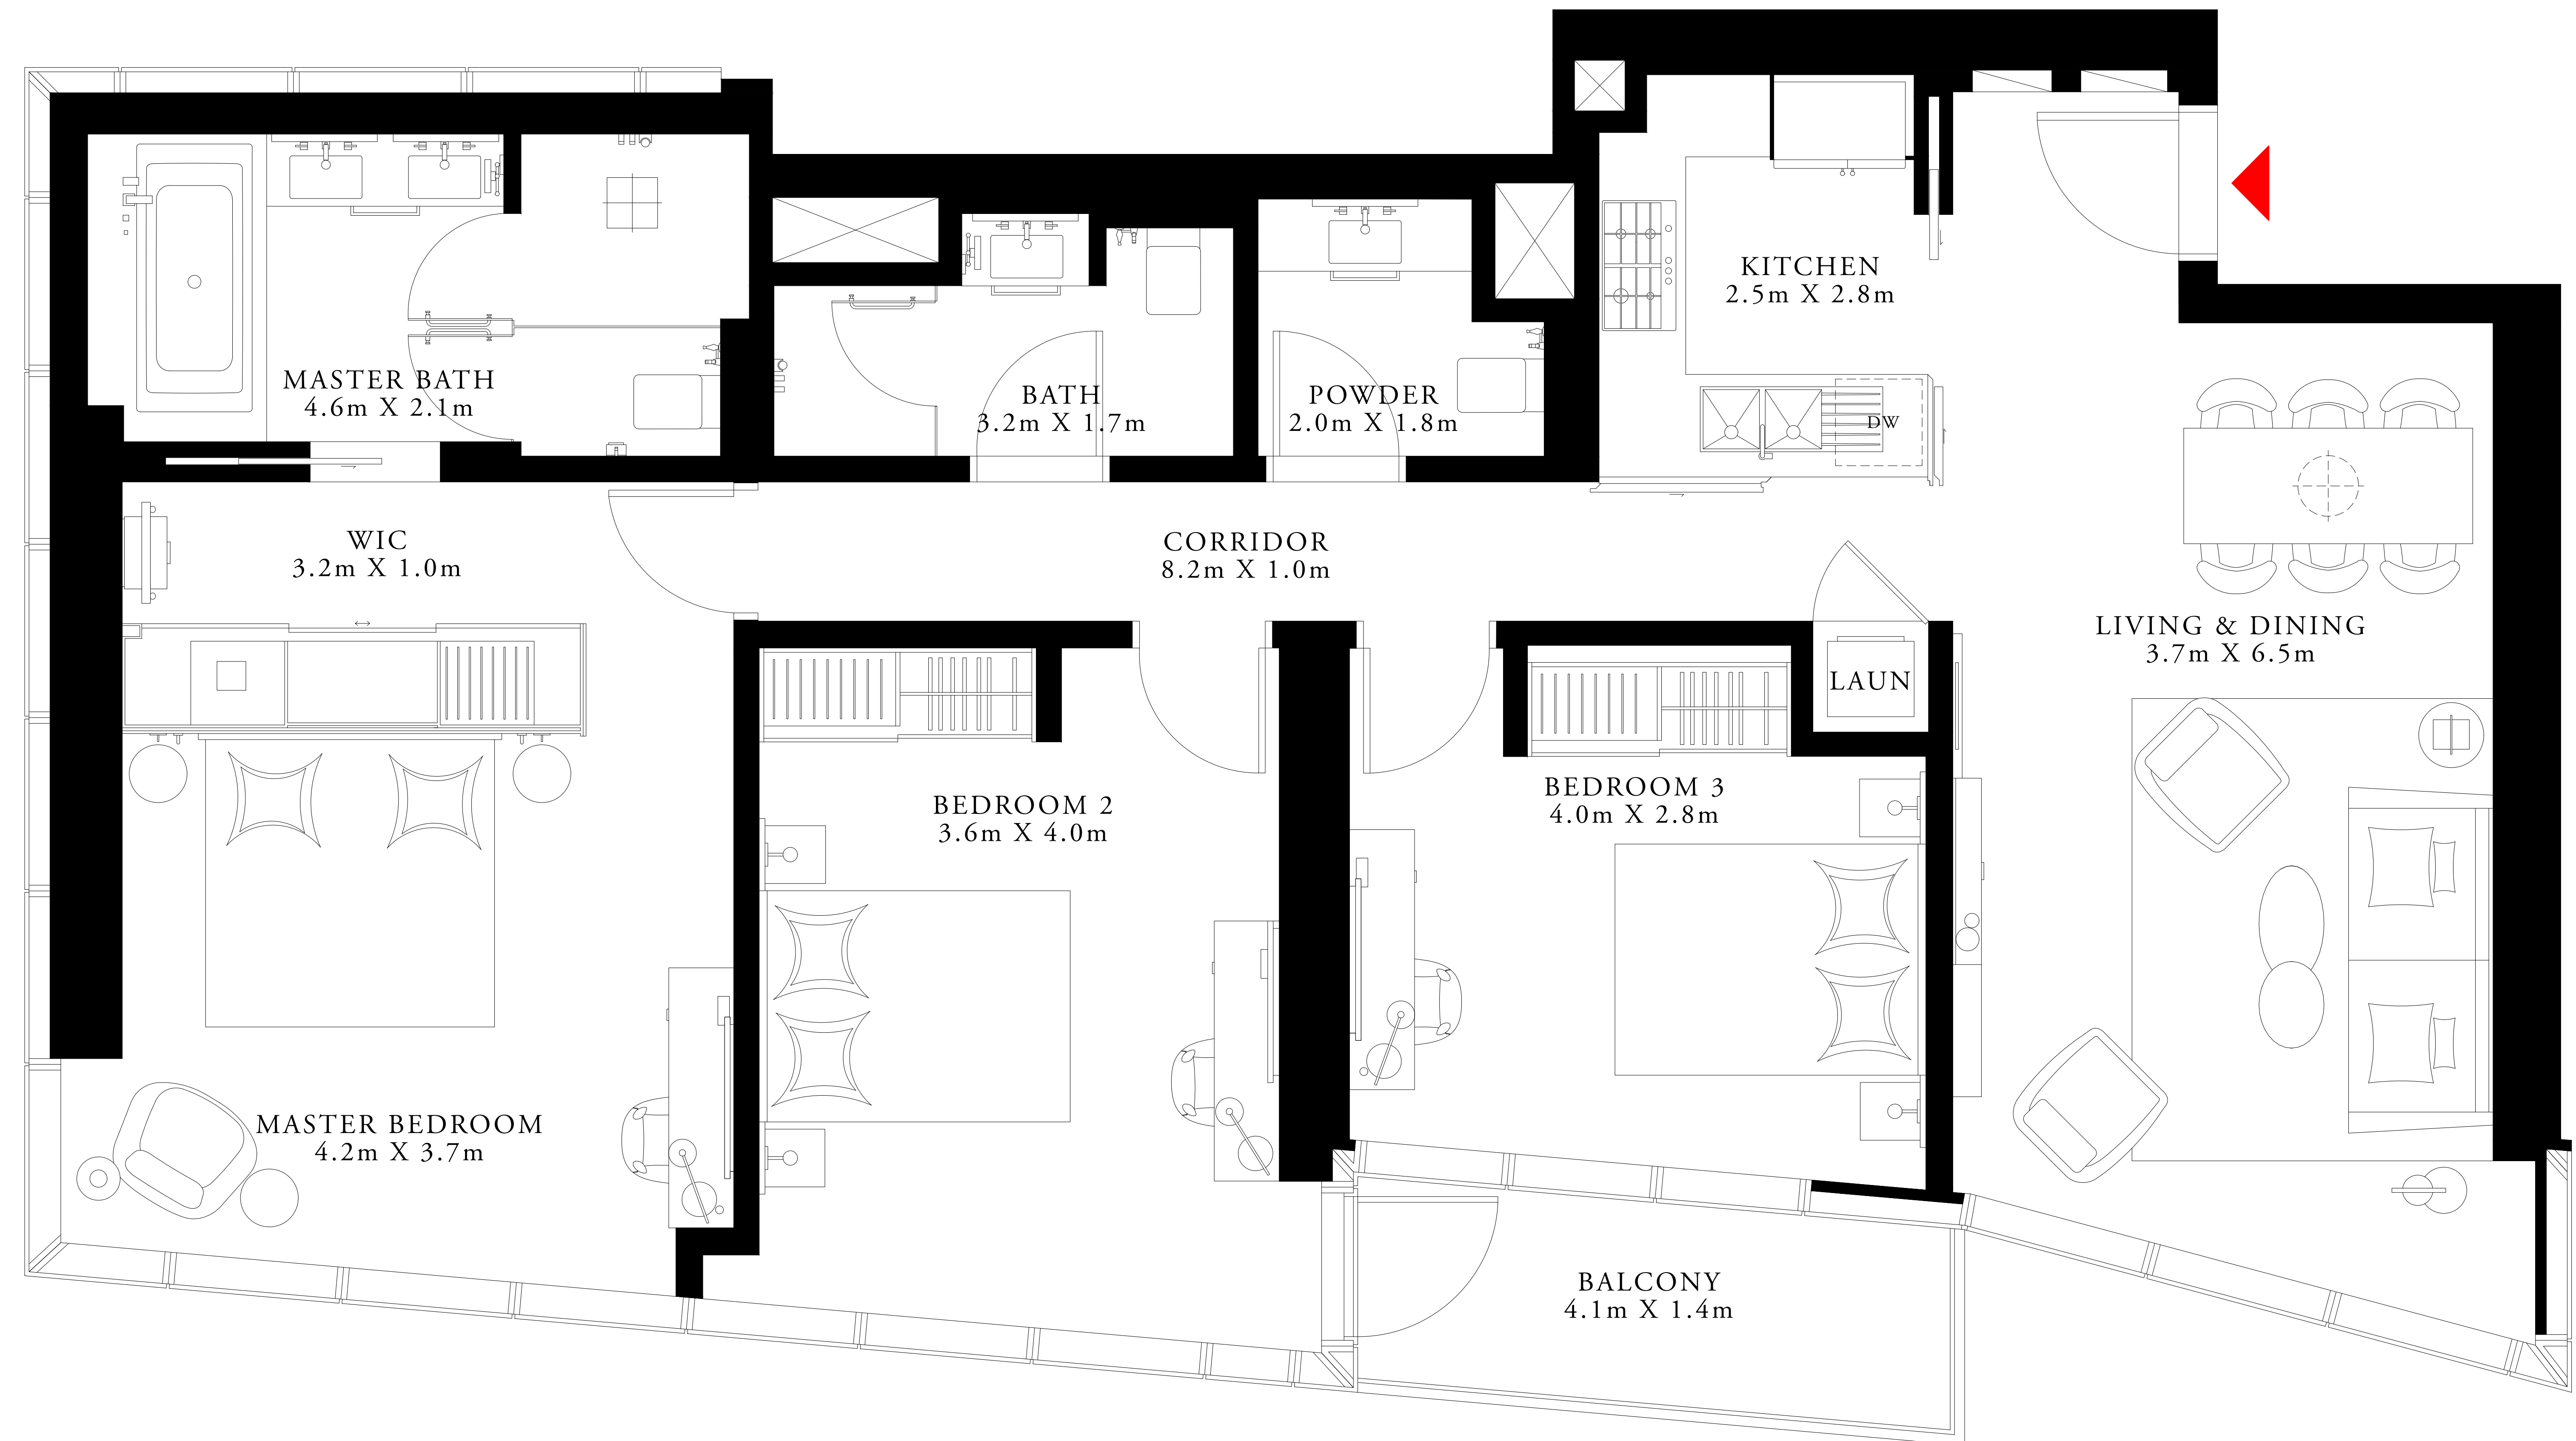 KITCHEN
2.5m X 2.8m
MASTER BATH
4.6m X 2.1m
BATH
3.2m X 1.7m
POWDER
2.0m X 1.8m
DW
WIC
3.2m X 1.0m
CORRIDOR
8.2m X 1.0m
LIVING & DINING
3.7m X 6.5m
LAUN
BEDROOM 2
3.6m X 4.0m
BEDROOM 3
4.0m X 2.8m
MASTER BEDROOM
4.2m X 3.7m
BALCONY
4.1m X 1.4m